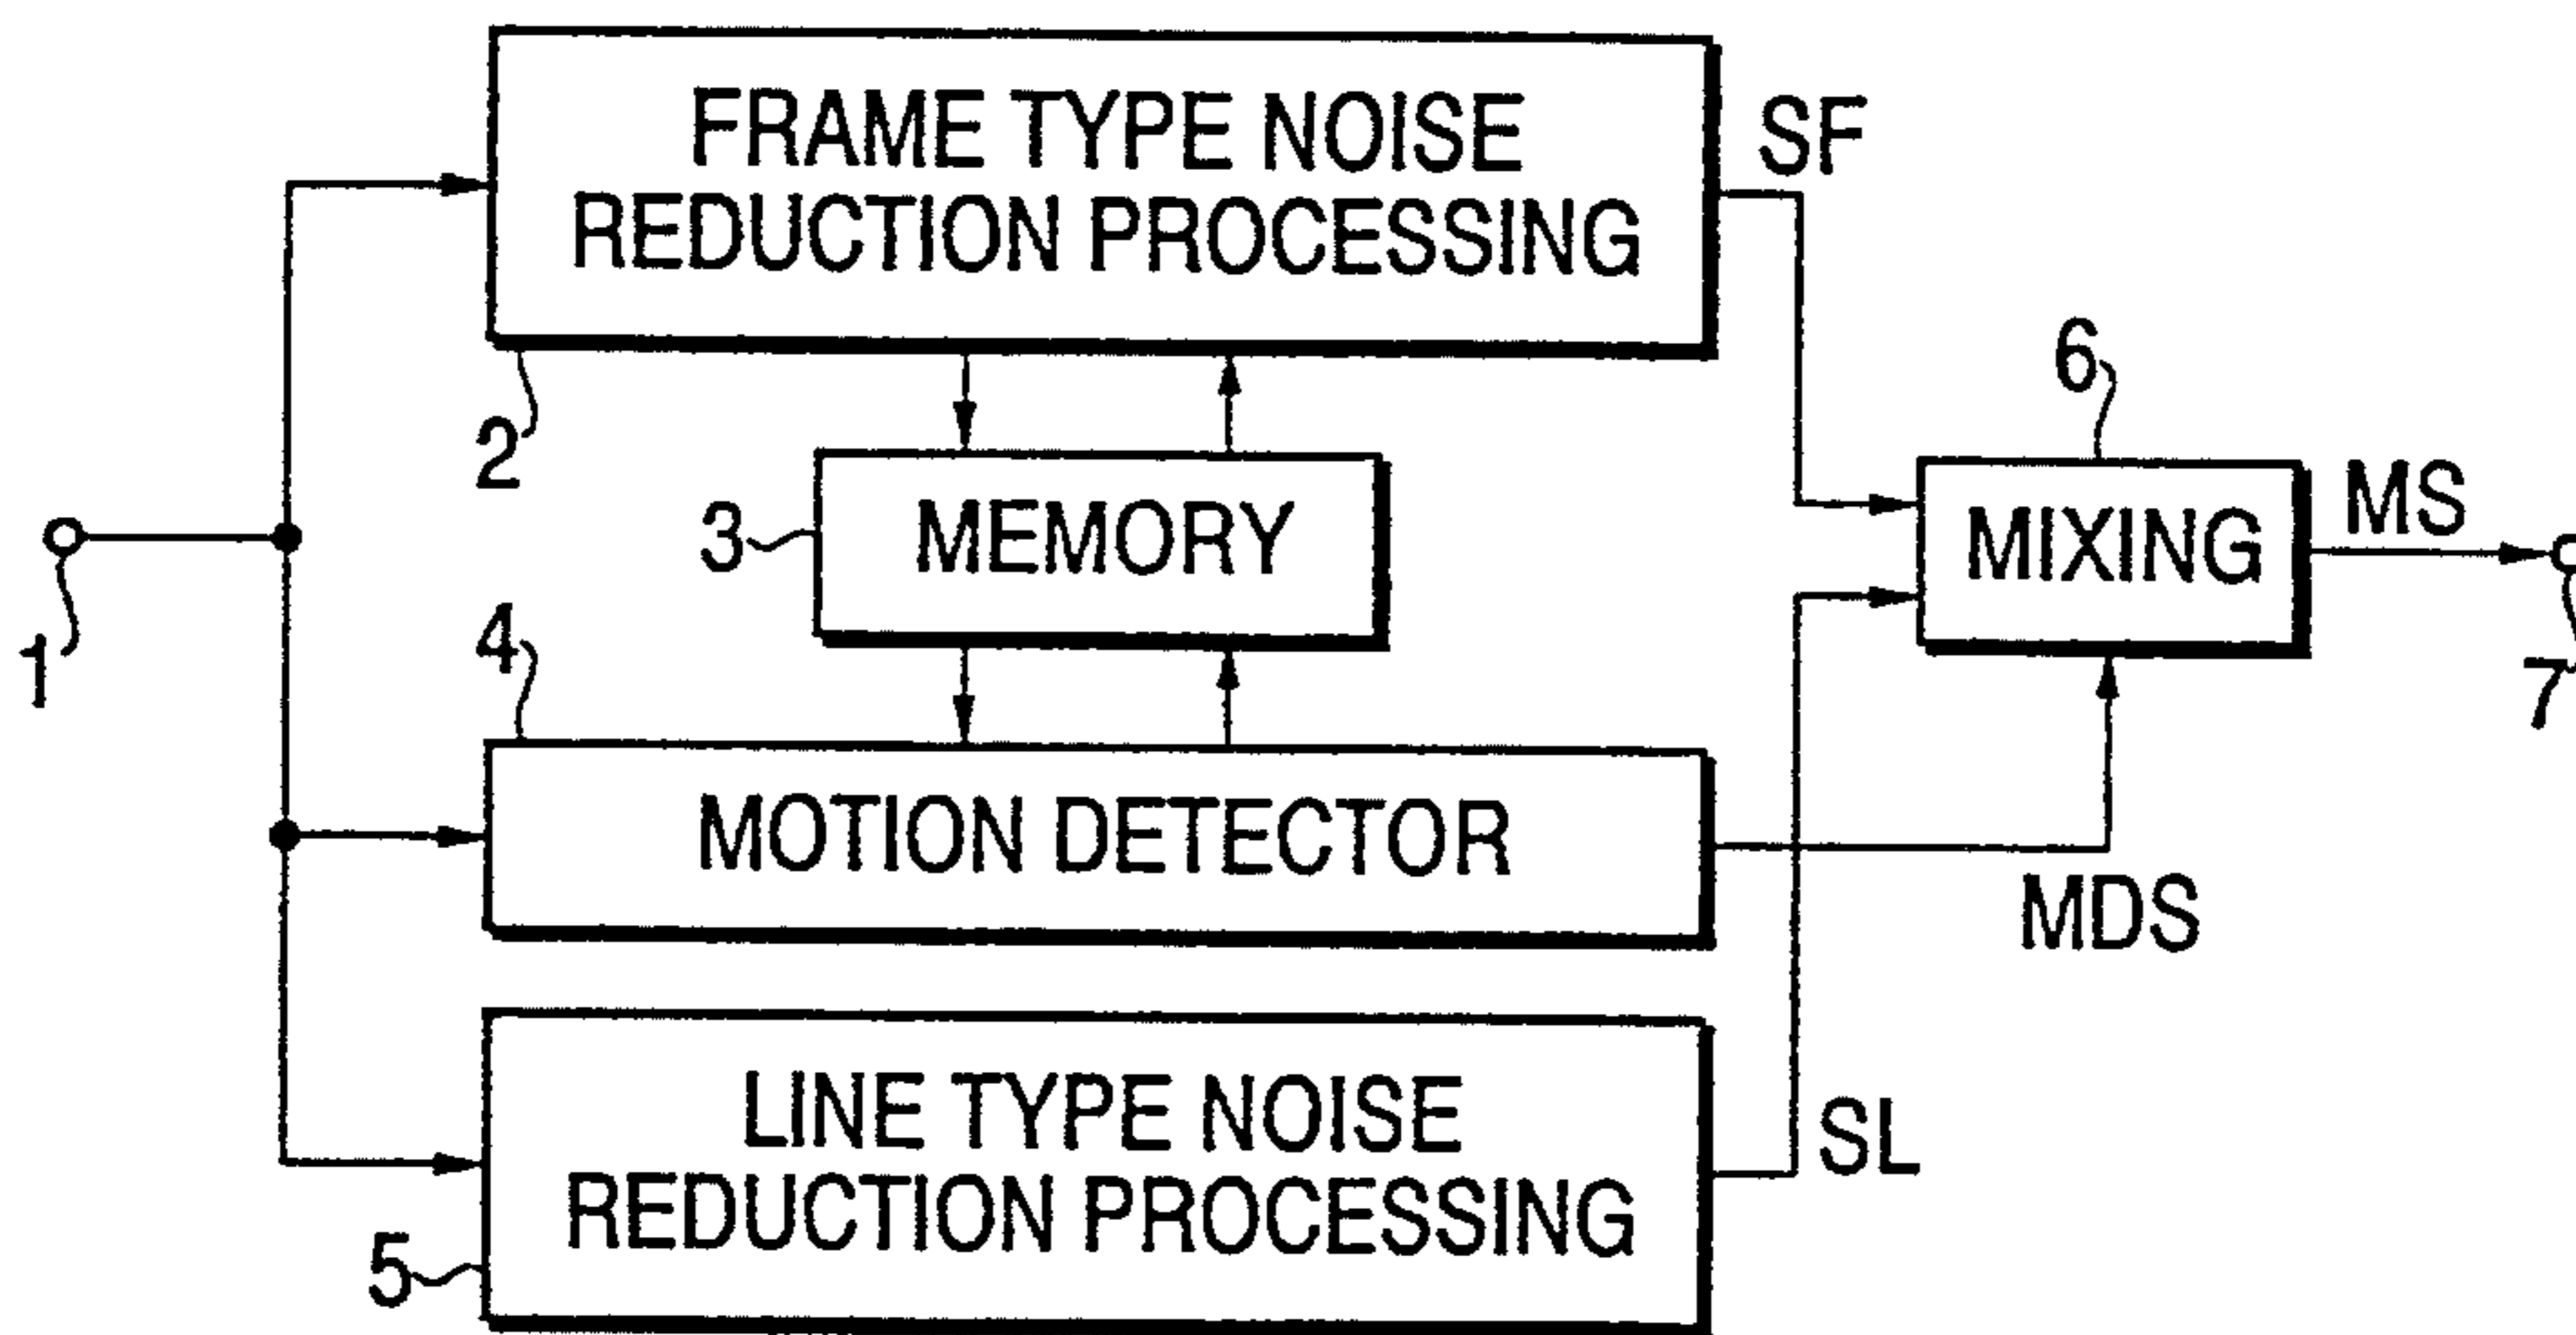 FRAME TYPE NOISE
REDUCTION PROCESSING
SF
2
6
3
MEMORY
MIXING
MS
1
4
7
MOTION DETECTOR
MDS
LINE TYPE NOISE
REDUCTION PROCESSING
SL
5